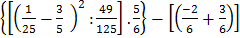 {[(1/25 − 3/5)² : 49/125] . 5/6} − [(−2/6 + 3/6)]